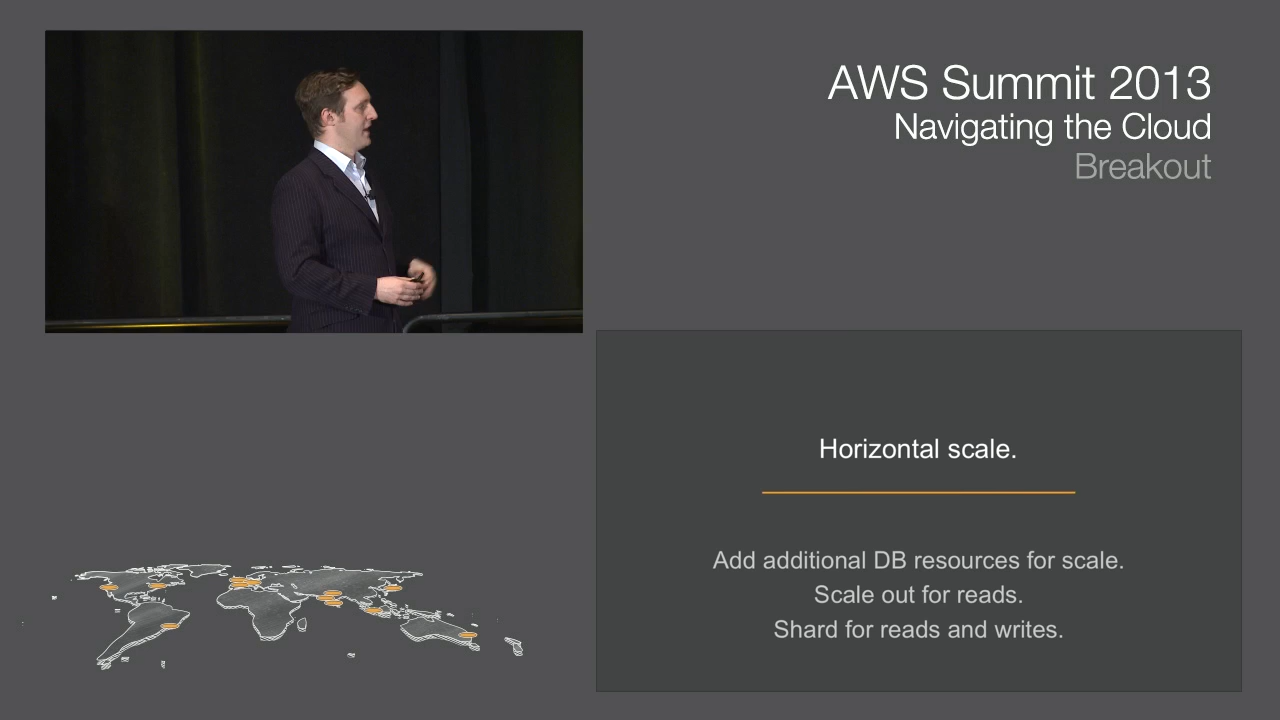 AWS Summit 2013
Navigating the Cloud
Breakout
Horizontal scale.
Add additional DB resources for scale.
Scale out for reads.
Shard for reads and writes.